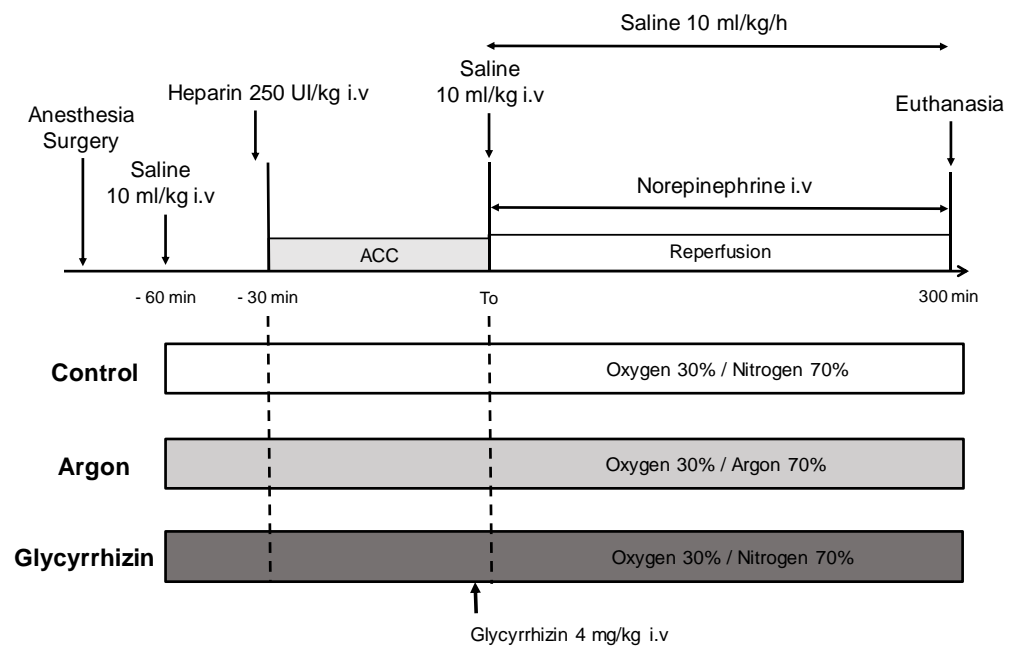 Saline 10 ml/kg/h
Saline
10 ml/kg i.v
Heparin 250 UI/kg i.v
Euthanasia
Anesthesia
Surgery
Saline
10 ml/kg i.v
Norepinephrine i.v
ACC
Reperfusion
- 60 min
- 30 min
To
300 min
Control
Oxygen 30% / Nitrogen 70%
Argon
Oxygen 30% / Argon 70%
Glycyrrhizin
Oxygen 30% / Nitrogen 70%
Glycyrrhizin 4 mg/kg i.v